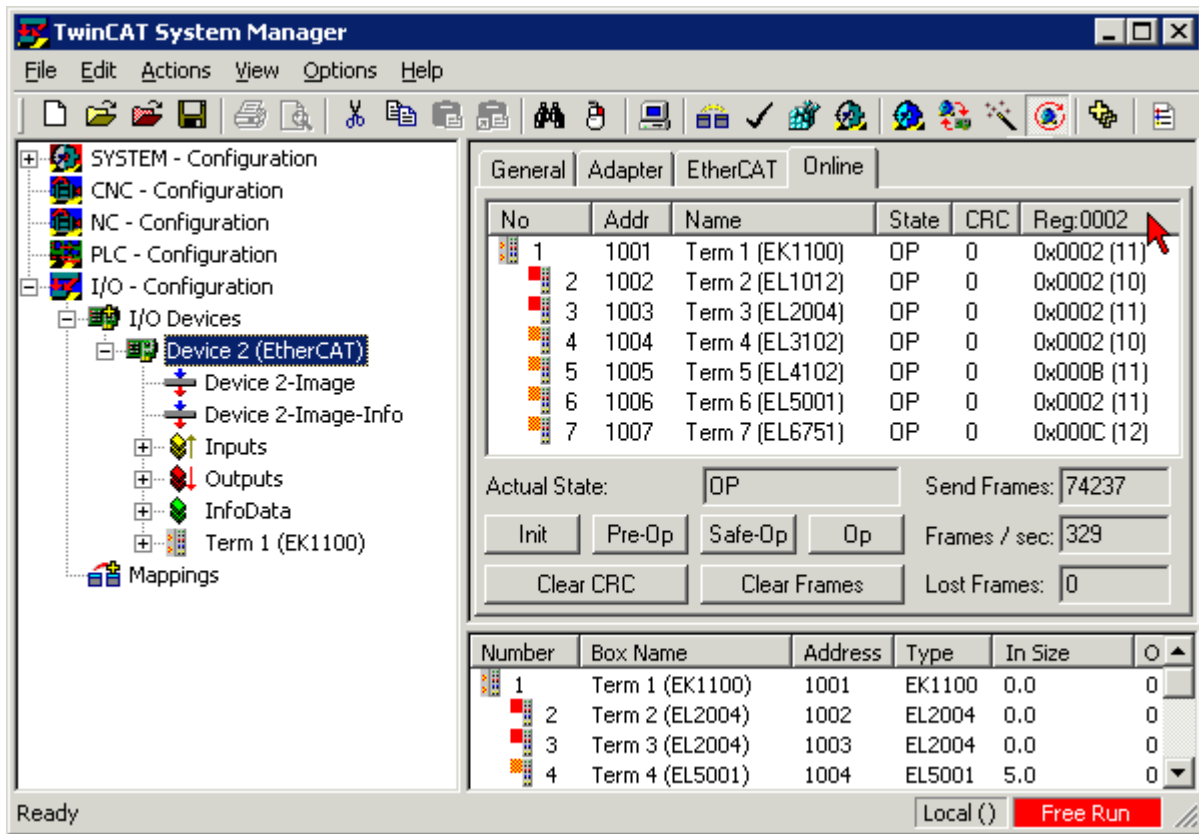 TwinCAT System Manager
File Edit Actions View Options Help
SYSTEM - Configuration
CNC - Configuration
NC - Configuration
PLC - Configuration
I/O - Configuration
I/O Devices
Device 2 (EtherCAT)
Device 2-Image
Device 2-Image-Info
Inputs
Outputs
InfoData
Term 1 (EK1100)
Mappings
General Adapter EtherCAT Online
No Addr Name State CRC Reg:0002
1 1001 Term 1 (EK1100) OP 0 0x0002 (11)
2 1002 Term 2 (EL1012) OP 0 0x0002 (10)
3 1003 Term 3 (EL2004) OP 0 0x0002 (11)
4 1004 Term 4 (EL3102) OP 0 0x0002 (10)
5 1005 Term 5 (EL4102) OP 0 0x000B (11)
6 1006 Term 6 (EL5001) OP 0 0x0002 (11)
7 1007 Term 7 (EL6751) OP 0 0x000C (12)
Actual State: OP Send Frames: 74237
Init Pre-Op Safe-Op Op Frames / sec: 329
Clear CRC Clear Frames Lost Frames: 0
Number Box Name Address Type In Size O
1 Term 1 (EK1100) 1001 EK1100 0.0 0
2 Term 2 (EL2004) 1002 EL2004 0.0 0
3 Term 3 (EL2004) 1003 EL2004 0.0 0
4 Term 4 (EL5001) 1004 EL5001 5.0 0
Ready Local () Free Run